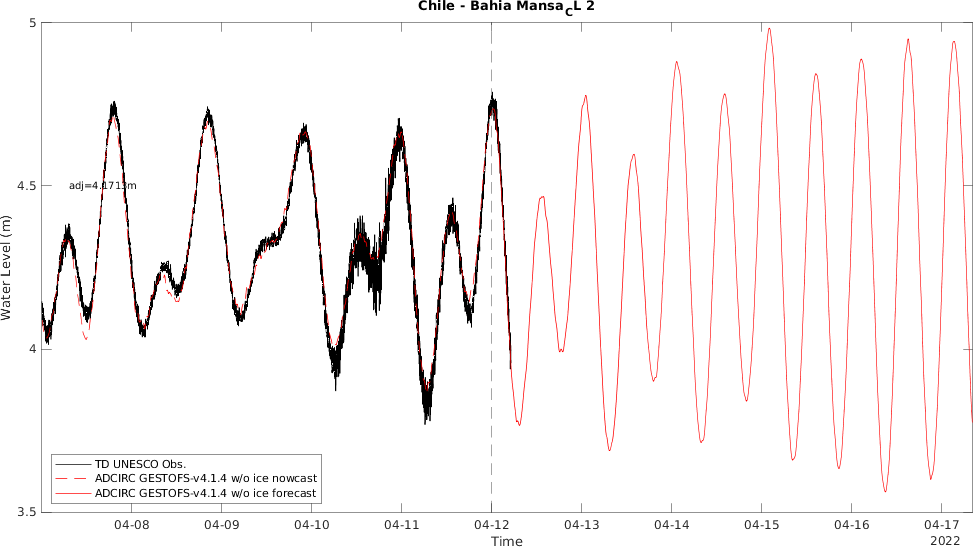 Chile - Bahia MansaCL 2
Water Level (m)
5
4.5
4
3.5
adj=4.1713m
TD UNESCO Obs.
ADCIRC GESTOFS-v4.1.4 w/o ice nowcast
ADCIRC GESTOFS-v4.1.4 w/o ice forecast
04-08 04-09 04-10 04-11 04-12 04-13 04-14 04-15 04-16 04-17
Time 2022